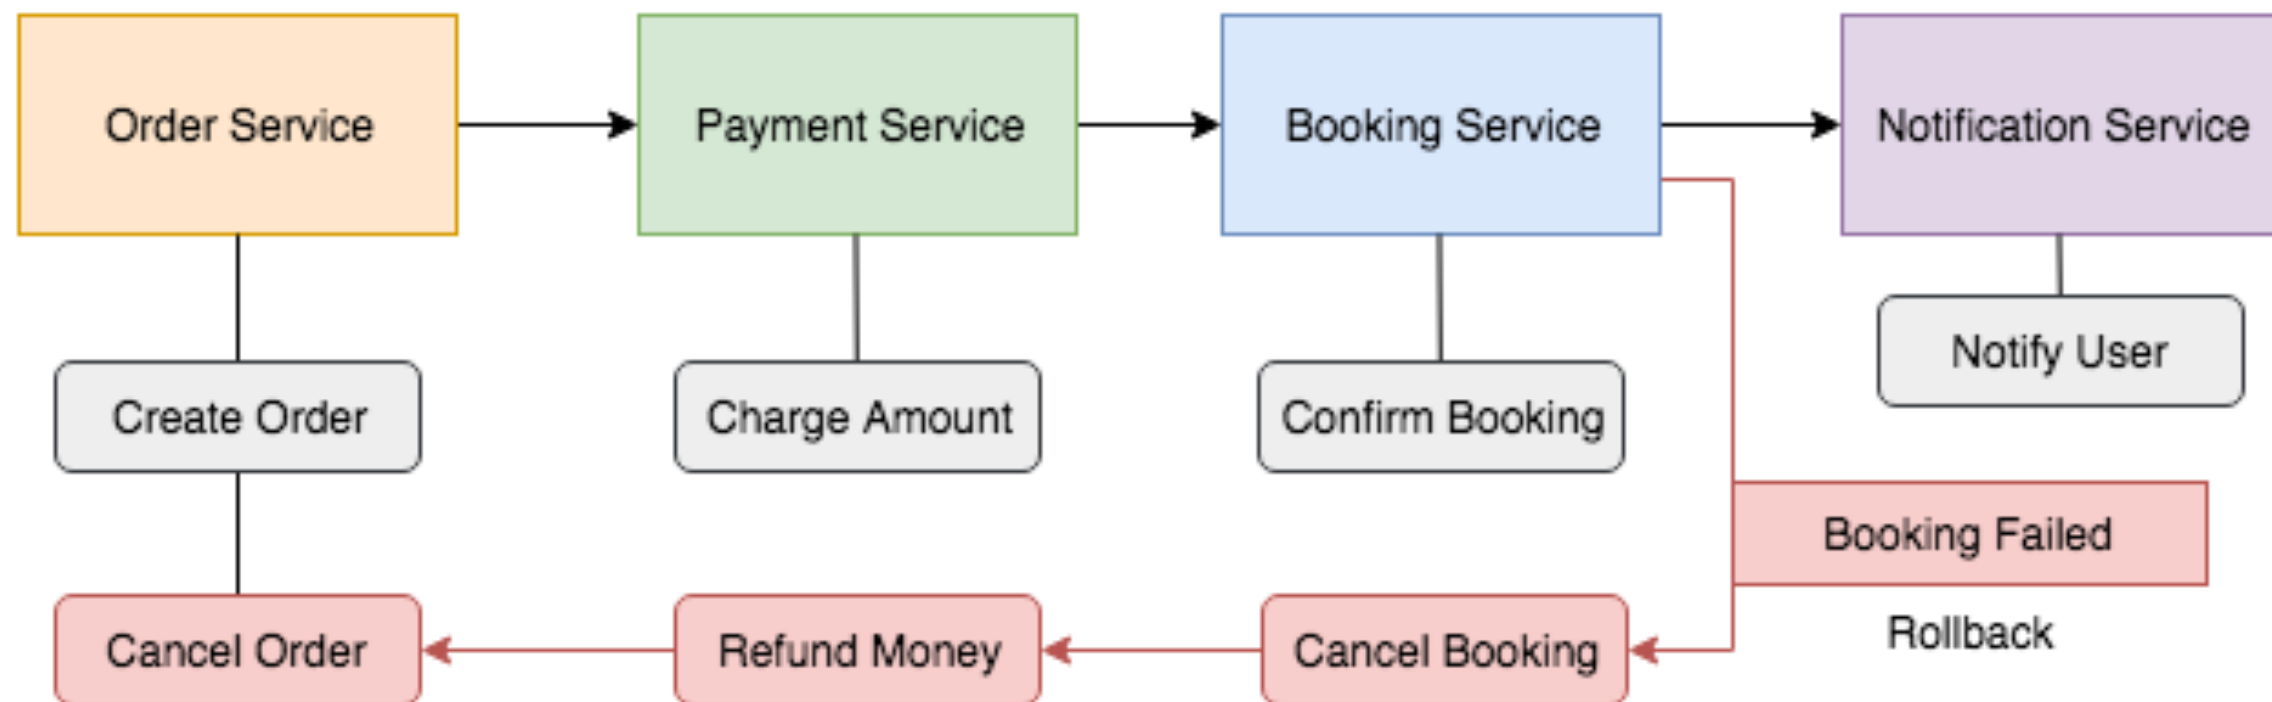 Order Service
Payment Service
Booking Service
Notification Service
Create Order
Charge Amount
Confirm Booking
Notify User
Booking Failed
Rollback
Cancel Order
Refund Money
Cancel Booking